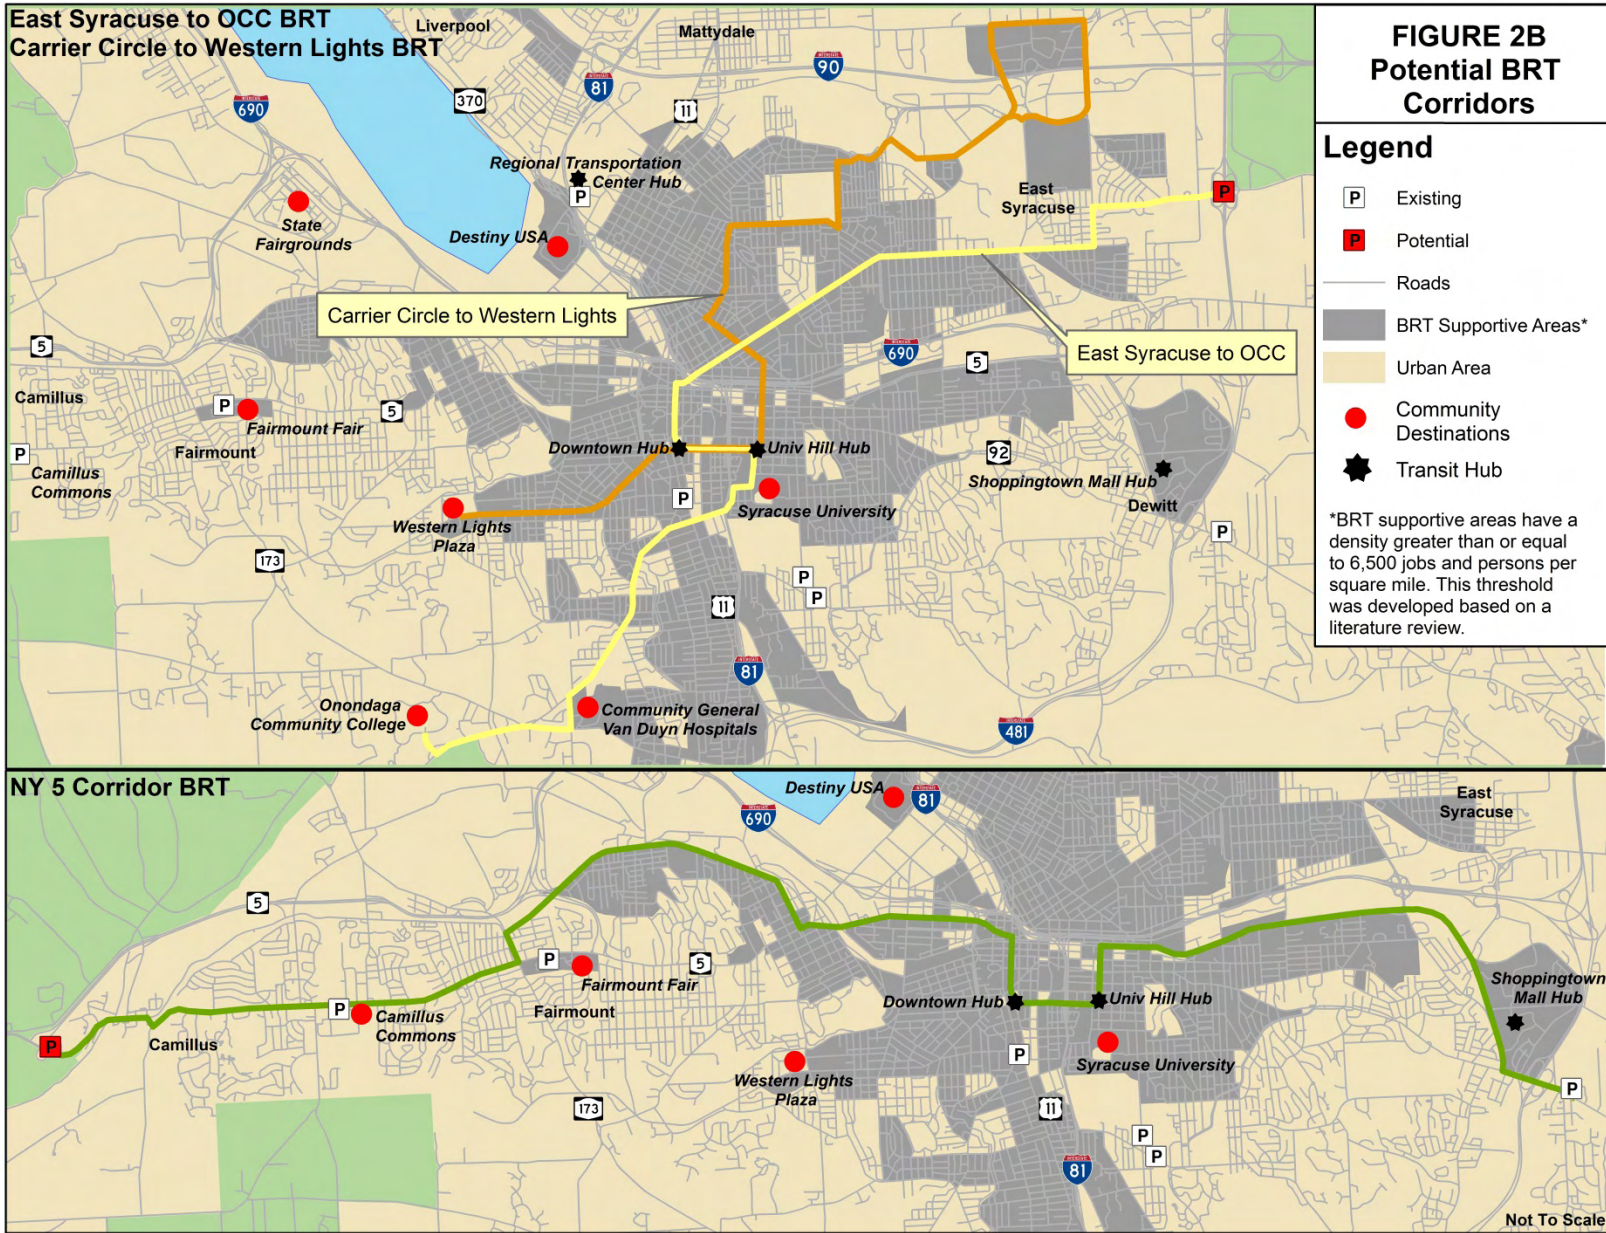 East Syracuse to OCC BRT
Carrier Circle to Western Lights BRT
Liverpool
Mattydale
690
370
81
11
INTERSTATE
90
Regional Transportation
Center Hub
P
State
Fairgrounds
Destiny USA
East
Syracuse
P
Carrier Circle to Western Lights
East Syracuse to OCC
5
690
5
Camillus
P
5
Fairmount Fair
Fairmount
P
Camillus
Commons
Downtown Hub
Univ Hill Hub
92
Shoppingtown Mall Hub
Dewitt
P
Syracuse University
Western Lights
Plaza
P
173
P
P
11
81
Onondaga
Community College
Community General
Van Duyn Hospitals
481
FIGURE 2B
Potential BRT
Corridors
Legend
P Existing
P Potential
Roads
BRT Supportive Areas*
Urban Area
Community
Destinations
Transit Hub
*BRT supportive areas have a
density greater than or equal
to 6,500 jobs and persons per
square mile. This threshold
was developed based on a
literature review.
NY 5 Corridor BRT
Destiny USA
81
690
East
Syracuse
5
P
Fairmount Fair
5
Fairmount
Shoppingtown
Mall Hub
Downtown Hub
Univ Hill Hub
P
Camillus
Commons
P
Camillus
P
Syracuse University
Western Lights
Plaza
P
173
11
P
P
81
Not To Scale